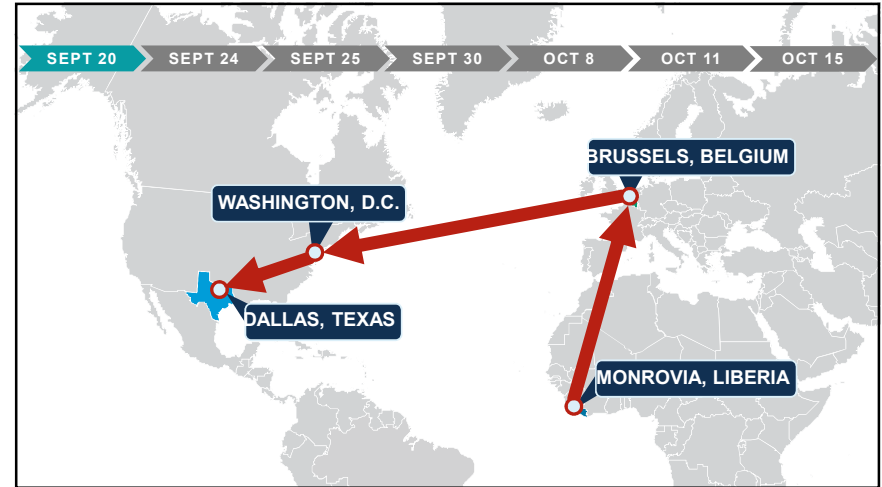 SEPT 20 SEPT 24 SEPT 25 SEPT 30 OCT 8 OCT 11 OCT 15
BRUSSELS, BELGIUM
WASHINGTON, D.C.
DALLAS, TEXAS
MONROVIA, LIBERIA